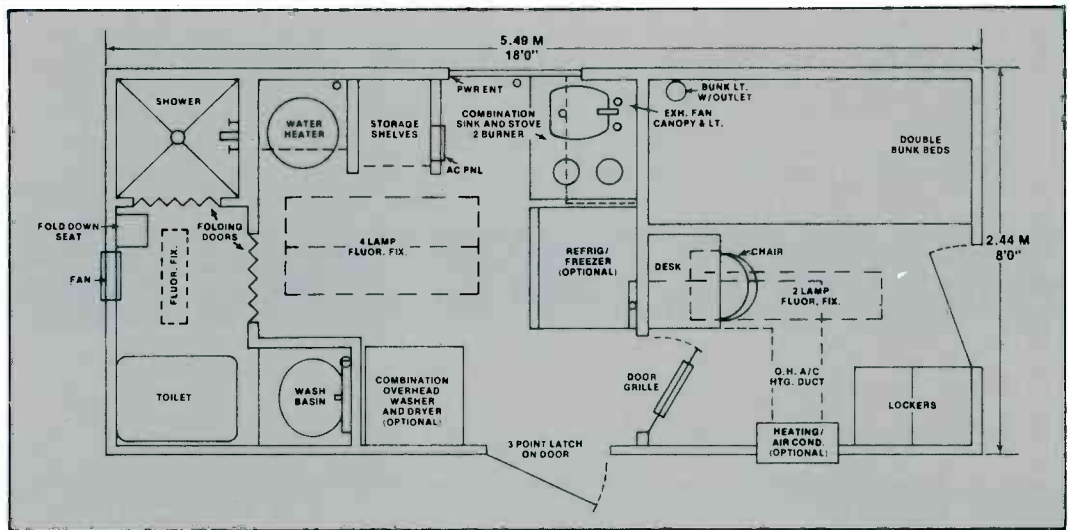 5.49 M
18'0"
PWR ENT
SHOWER
WATER
HEATER
STORAGE
SHELVES
COMBINATION
SINK AND STOVE
2 BURNER
EXH. FAN
CANOPY & LT.
BUNK LT.
W/OUTLET
DOUBLE
BUNK BEDS
AC PNL
FOLD DOWN
SEAT
FOLDING
DOORS
FAN
FLUOR. FIX.
4 LAMP
FLUOR. FIX.
REFRIG/
FREEZER
(OPTIONAL)
DESK
CHAIR
2 LAMP
FLUOR. FIX.
2.44 M
8'0"
TOILET
WASH
BASIN
COMBINATION
OVERHEAD
WASHER
AND DRYER
(OPTIONAL)
DOOR
GRILLE
O.H. A/C
HTG. DUCT
LOCKERS
3 POINT LATCH
ON DOOR
HEATING/
AIR COND.
(OPTIONAL)